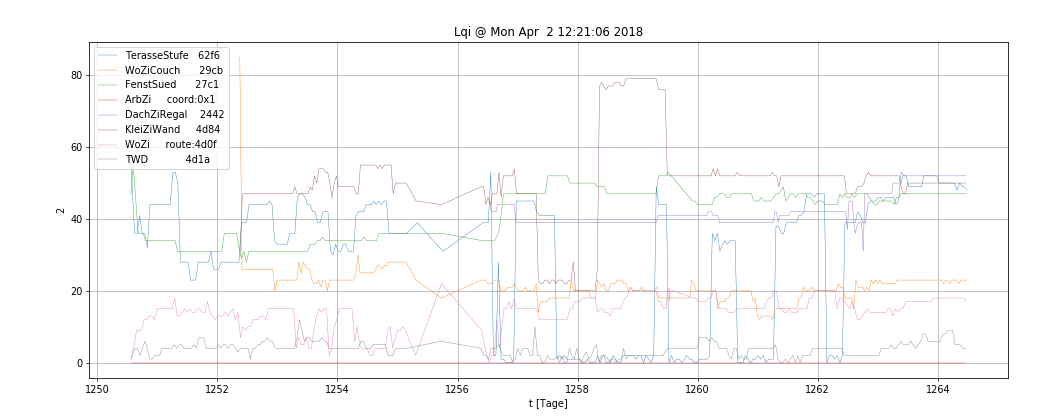 Lqi @ Mon Apr  2 12:21:06 2018
TerasseStufe   62f6
WoZiCouch      29cb
FenstSued      27c1
ArbZi     coord:0x1
DachZiRegal    2442
KleiZiWand     4d84
WoZi     route:4d0f
TWD            4d1a
80
60
40
20
0
2
1250 1252 1254 1256 1258 1260 1262 1264
t [Tage]